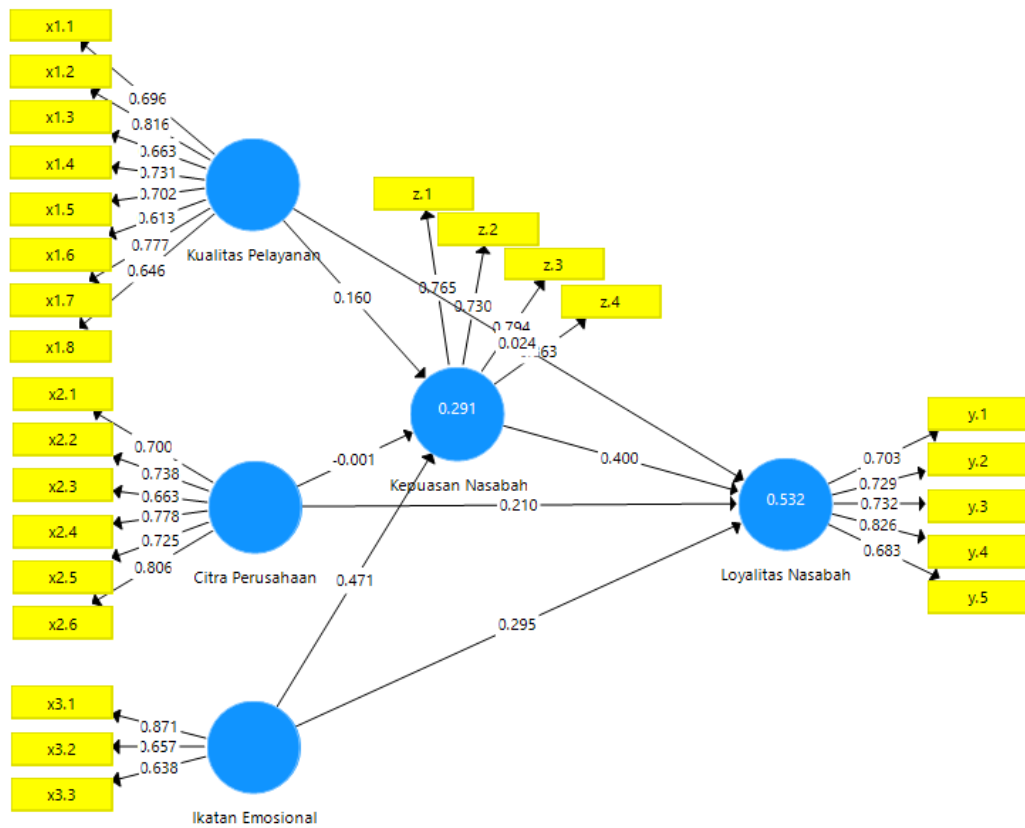 x1.1
x1.2
x1.3
x1.4
x1.5
x1.6
x1.7
x1.8
0.696
0.816
0.663
0.731
0.702
0.613
0.777
0.646
Kualitas Pelayanan
z.1
z.2
z.3
z.4
0.765
0.730
0.794
0.160
0.024
0.291
Kepuasan Nasabah
x2.1
x2.2
x2.3
x2.4
x2.5
x2.6
0.700
0.738
0.663
0.778
0.725
0.806
Citra Perusahaan
-0.001
0.400
0.210
0.471
0.295
0.532
Loyalitas Nasabah
y.1
y.2
y.3
y.4
y.5
0.703
0.729
0.732
0.826
0.683
x3.1
x3.2
x3.3
0.871
0.657
0.638
Ikatan Emosional